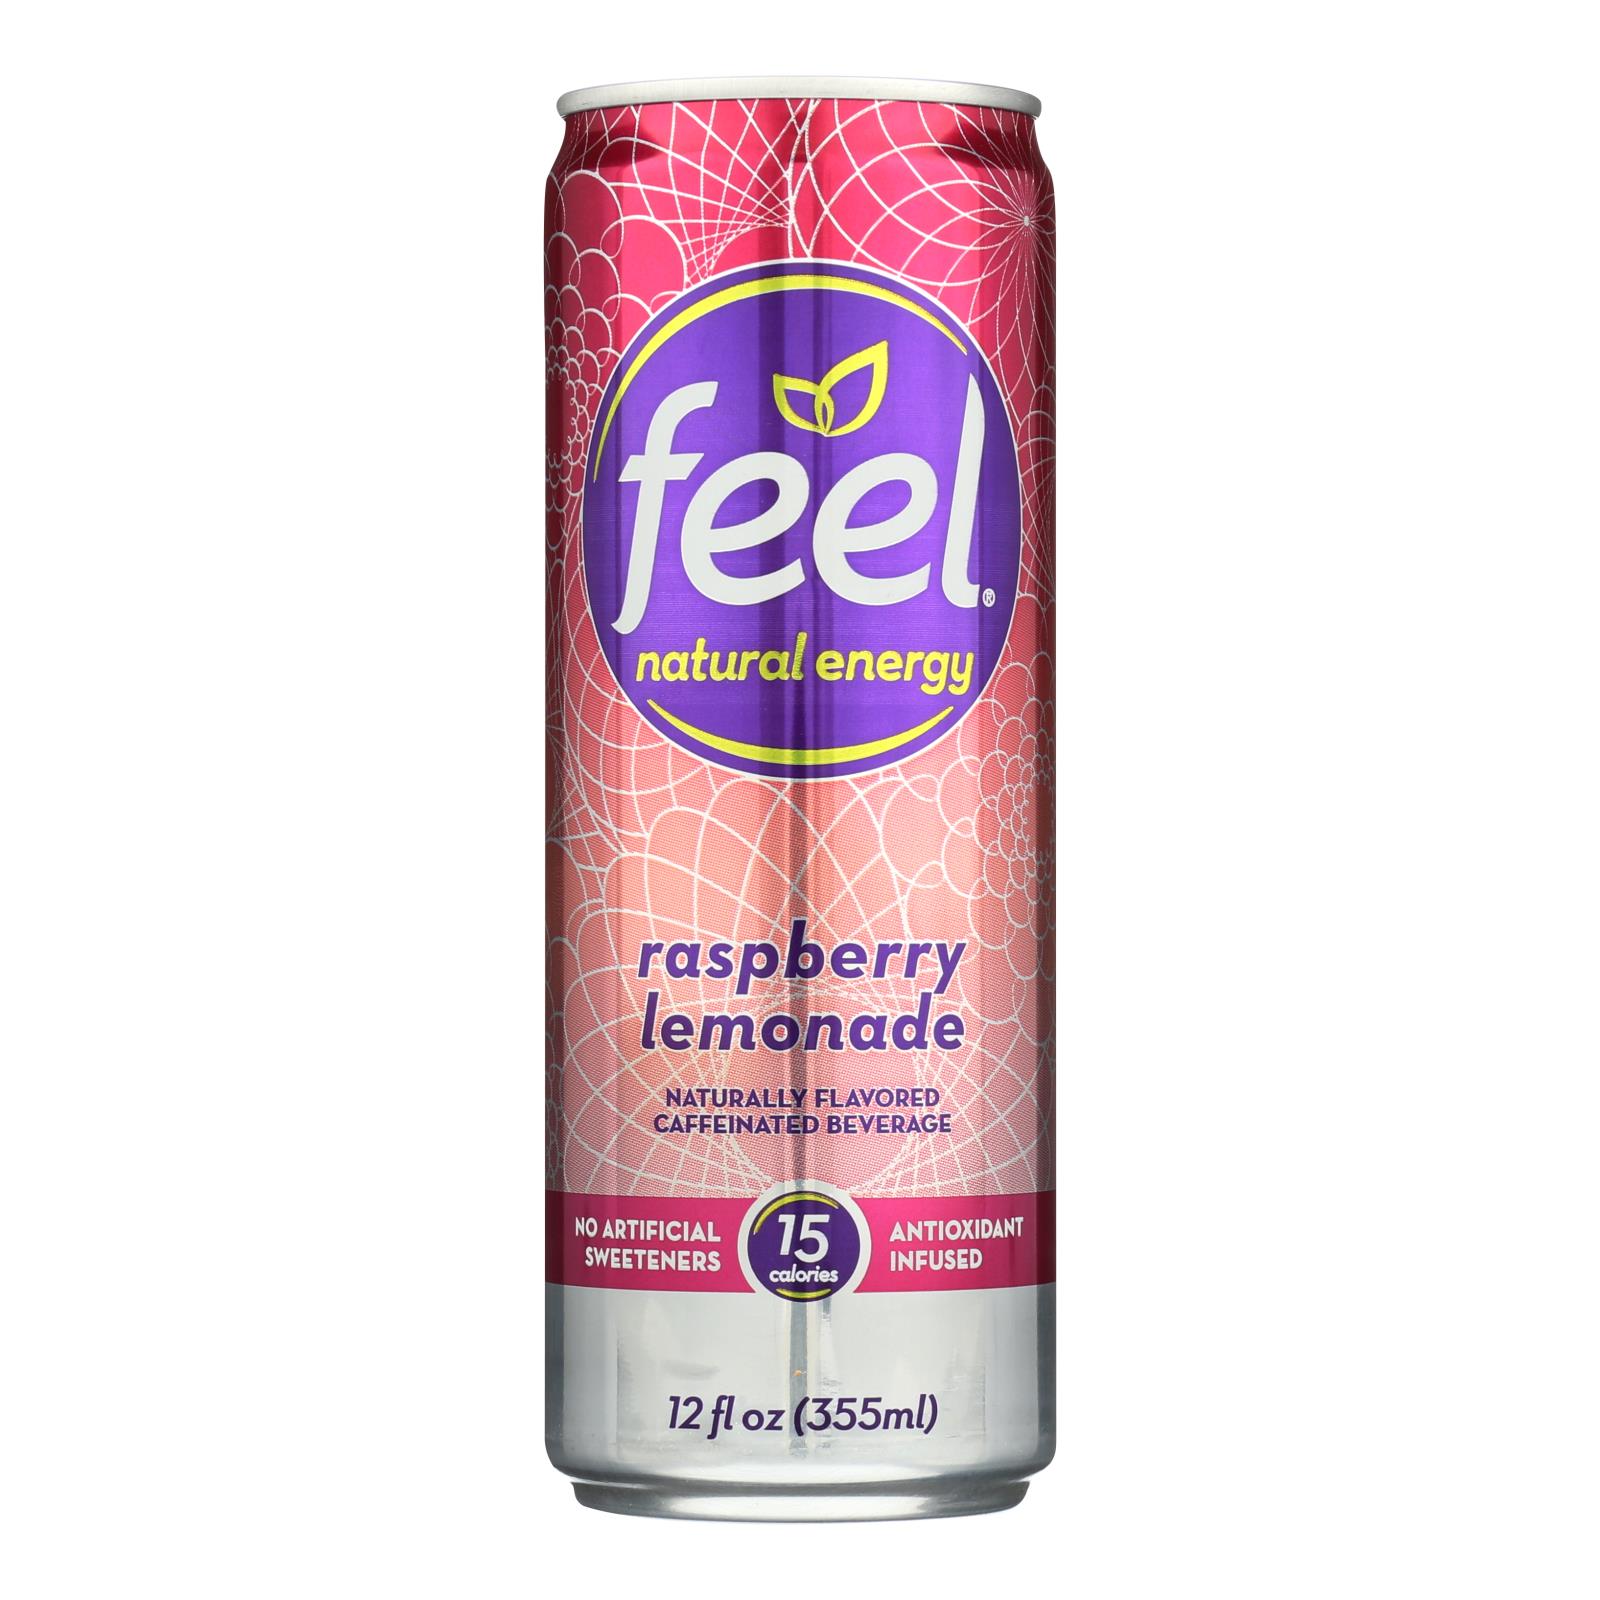 feel®
natural energy
raspberry
lemonade
NATURALLY FLAVORED
CAFFEINATED BEVERAGE
NO ARTIFICIAL
SWEETENERS
15
calories
ANTIOXIDANT
INFUSED
12 fl oz (355ml)